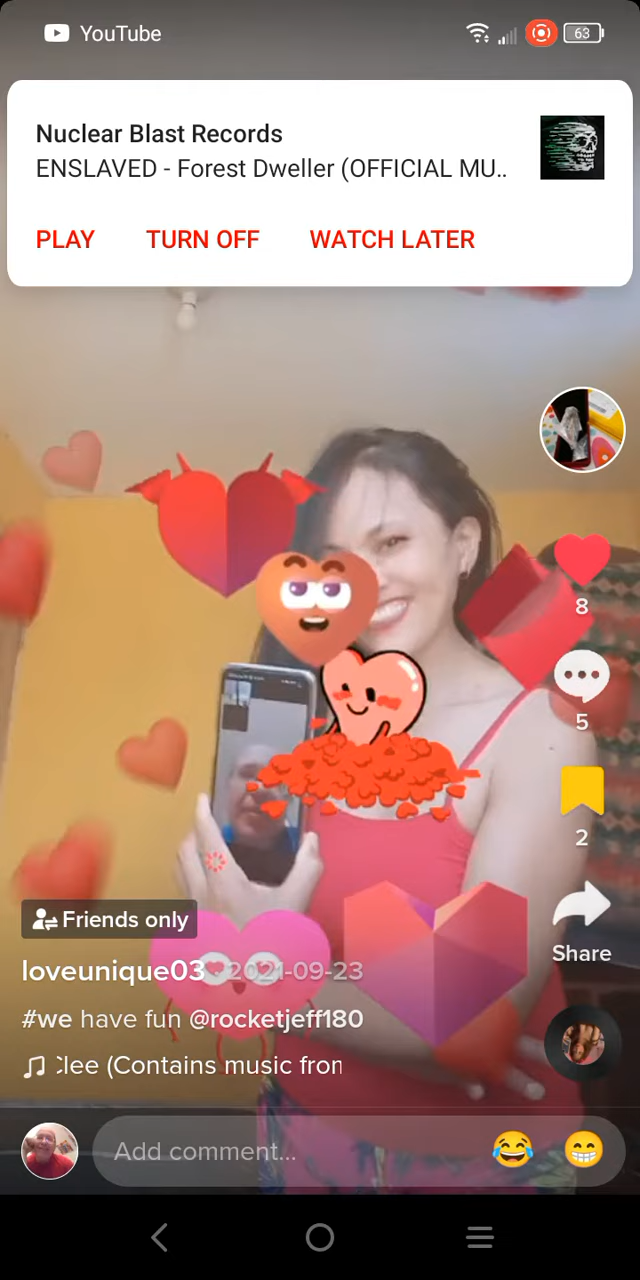 YouTube
63
Nuclear Blast Records
ENSLAVED - Forest Dweller (OFFICIAL MU..
PLAY TURN OFF WATCH LATER
8
5
2
Share
Friends only
loveunique03 · 2021-09-23
#we have fun @rocketjeff180
lee (Contains music fron
Add comment...